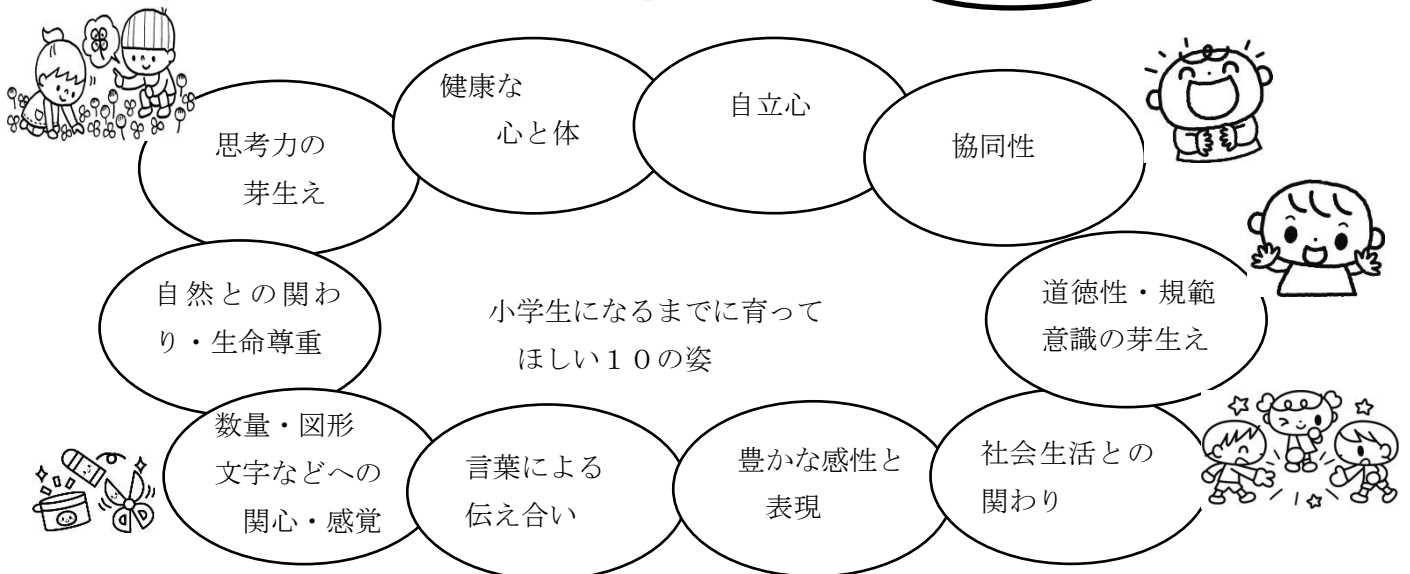 健康な
心と体
自立心
協同性
思考力の
芽生え
自然との関わ
り・生命尊重
小学生になるまでに育って
ほしい１０の姿
道徳性・規範
意識の芽生え
数量・図形
文字などへの
関心・感覚
言葉による
伝え合い
豊かな感性と
表現
社会生活との
関わり